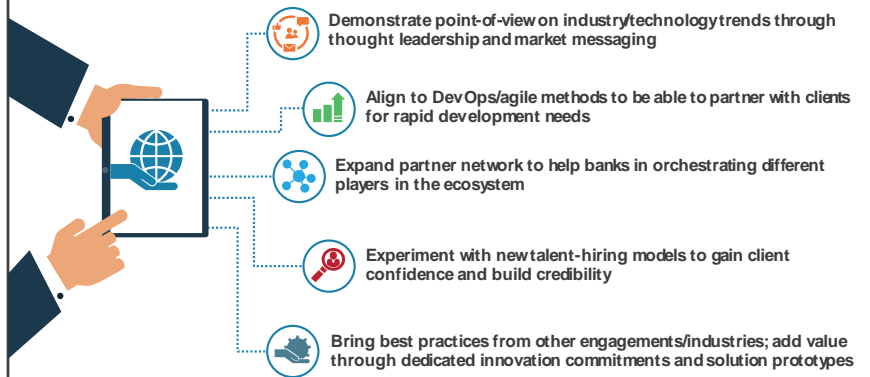 Demonstrate point-of-view on industry/technology trends through
thought leadership and market messaging
Align to DevOps/agile methods to be able to partner with clients
for rapid development needs
Expand partner network to help banks in orchestrating different
players in the ecosystem
Experiment with new talent-hiring models to gain client
confidence and build credibility
Bring best practices from other engagements/industries; add value
through dedicated innovation commitments and solution prototypes